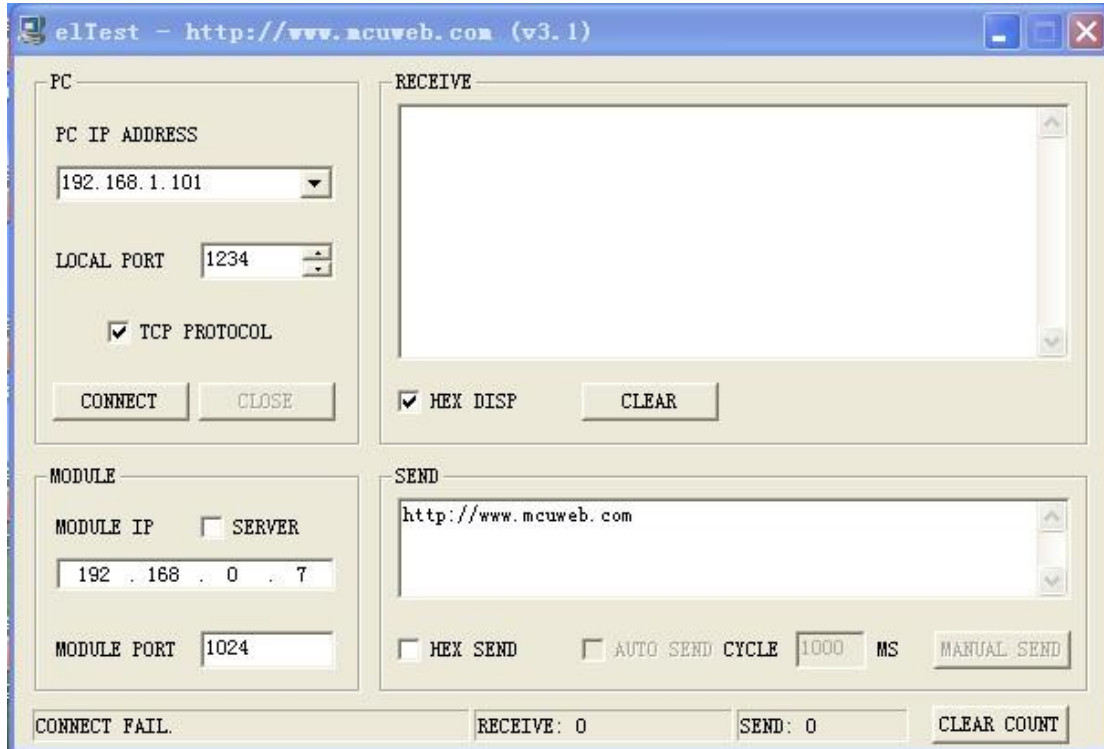 elTest - http://www.mcuweb.com (v3.1)
PC
PC IP ADDRESS
192.168.1.101
LOCAL PORT 1234
TCP PROTOCOL
CONNECT CLOSE
RECEIVE
HEX DISP CLEAR
MODULE
MODULE IP SERVER
192 . 168 . 0 . 7
MODULE PORT 1024
SEND
http://www.mcuweb.com
HEX SEND AUTO SEND CYCLE 1000 MS MANUAL SEND
CONNECT FAIL. RECEIVE: 0 SEND: 0 CLEAR COUNT